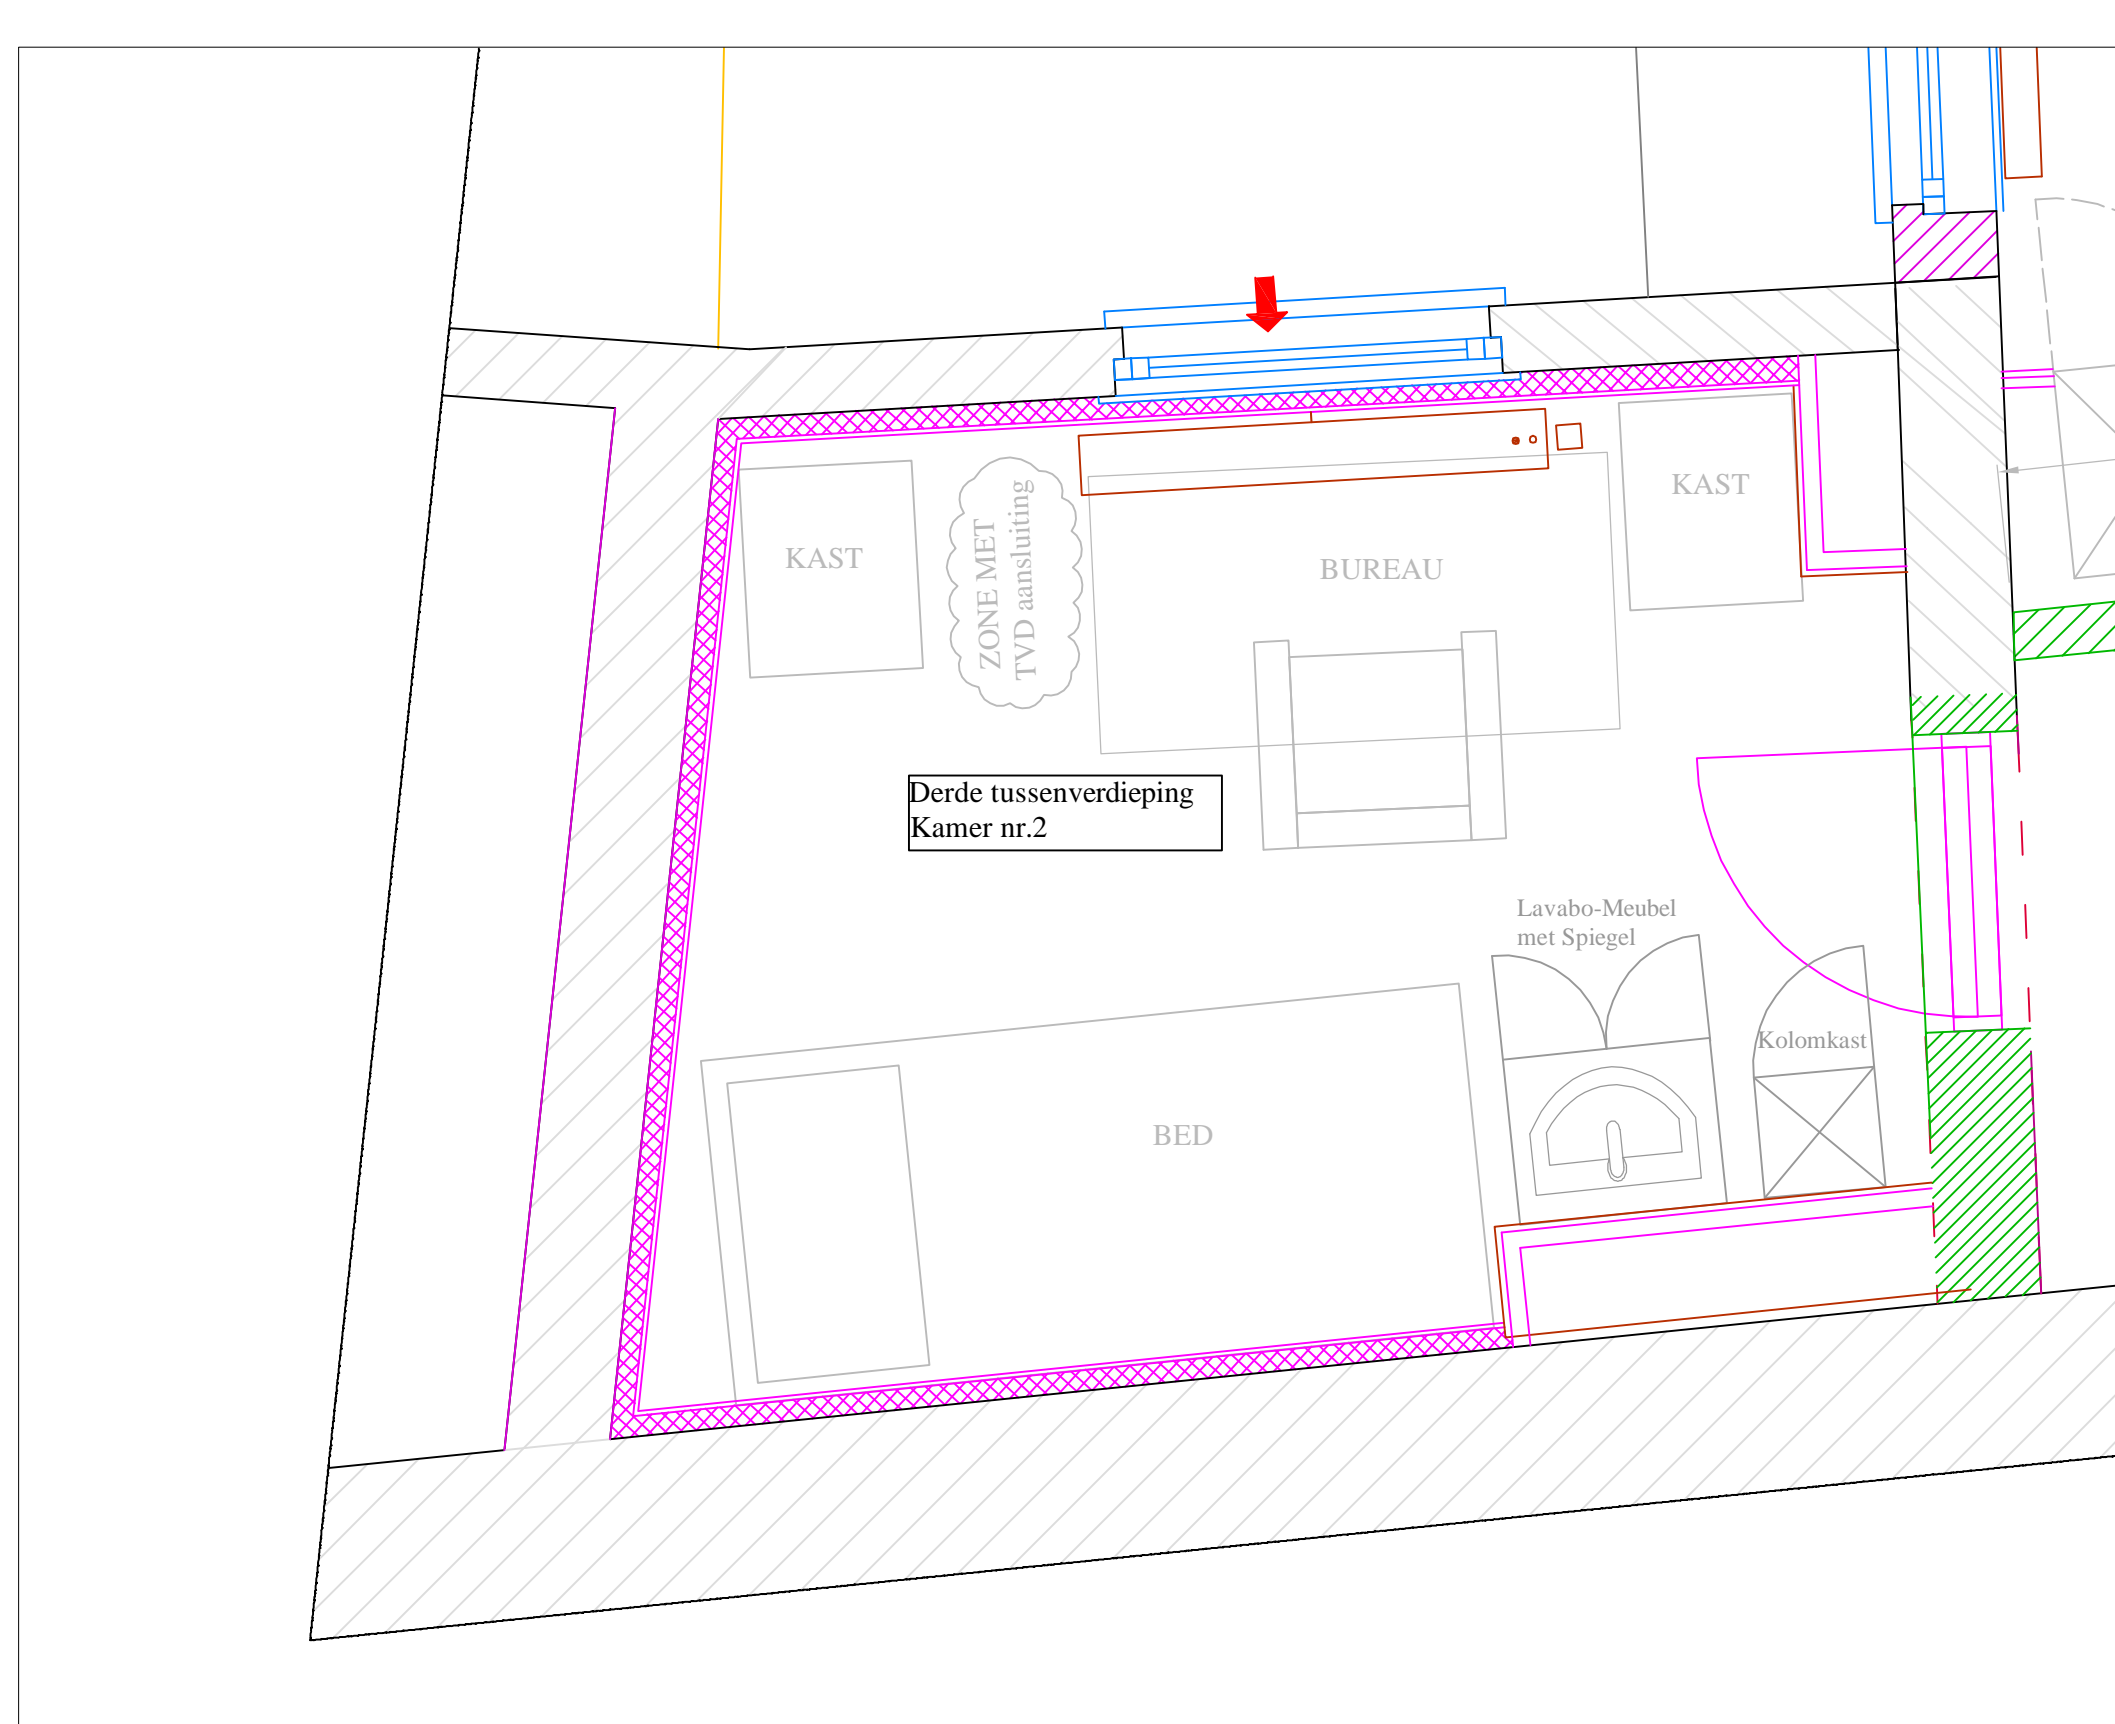 KAST
ZONE MET
TVD aansluiting
BUREAU
KAST
Derde tussenverdieping
Kamer nr.2
Lavabo-Meubel
met Spiegel
Kolomkast
BED